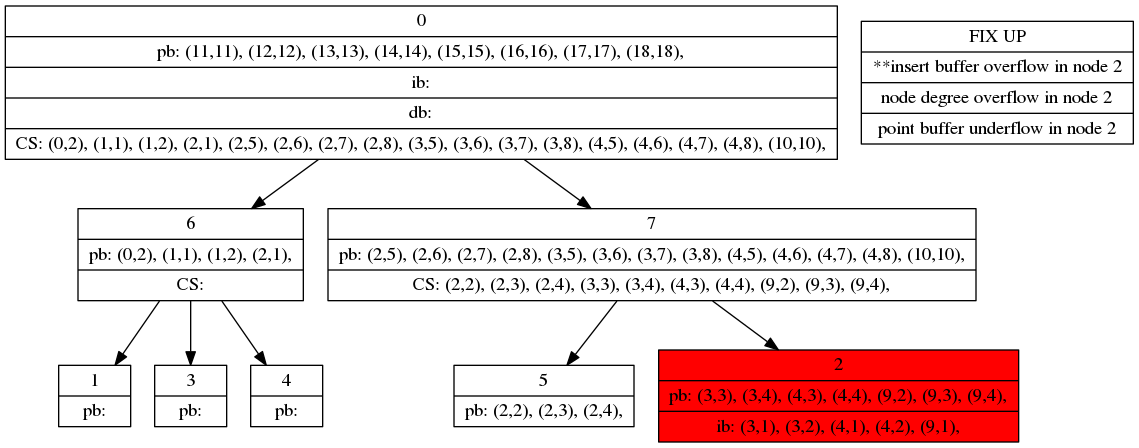 0
pb: (11,11), (12,12), (13,13), (14,14), (15,15), (16,16), (17,17), (18,18),
ib:
db:
CS: (0,2), (1,1), (1,2), (2,1), (2,5), (2,6), (2,7), (2,8), (3,5), (3,6), (3,7), (3,8), (4,5), (4,6), (4,7), (4,8), (10,10),
FIX UP
**insert buffer overflow in node 2
node degree overflow in node 2
point buffer underflow in node 2
6
pb: (0,2), (1,1), (1,2), (2,1),
CS:
7
pb: (2,5), (2,6), (2,7), (2,8), (3,5), (3,6), (3,7), (3,8), (4,5), (4,6), (4,7), (4,8), (10,10),
CS: (2,2), (2,3), (2,4), (3,3), (3,4), (4,3), (4,4), (9,2), (9,3), (9,4),
1
pb:
3
pb:
4
pb:
5
pb: (2,2), (2,3), (2,4),
2
pb: (3,3), (3,4), (4,3), (4,4), (9,2), (9,3), (9,4),
ib: (3,1), (3,2), (4,1), (4,2), (9,1),